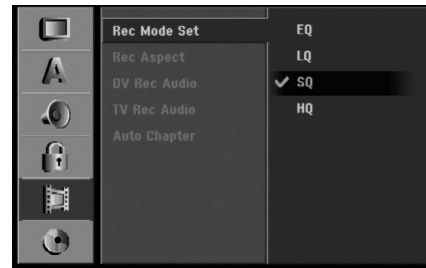 Rec Mode Set
Rec Aspect
DV Rec Audio
TV Rec Audio
Auto Chapter
EQ
LQ
SQ
HQ
A